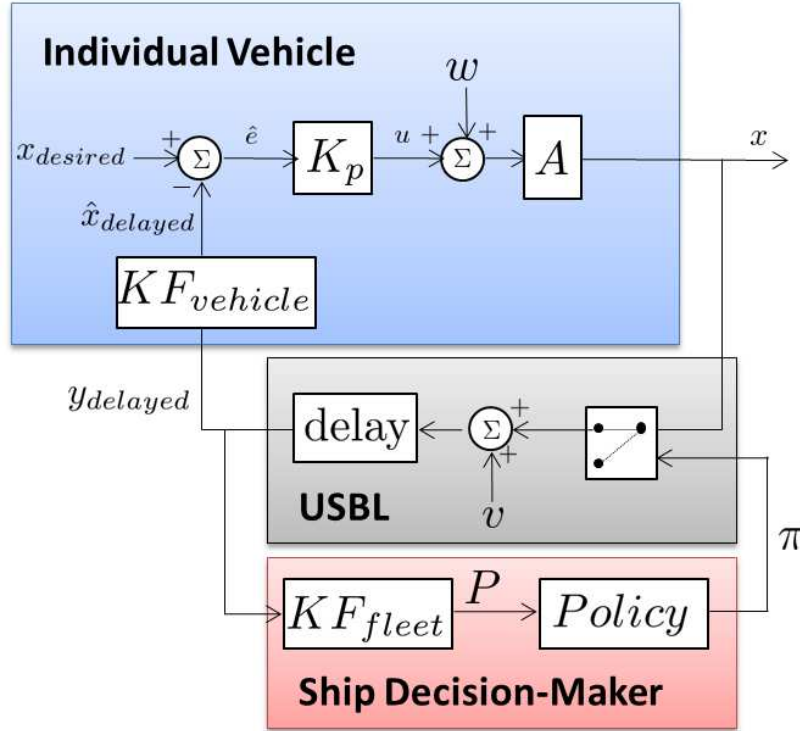 Individual Vehicle
w
x_desired
+
Σ
−
ê
K_p
u
+
+
Σ
A
x
x̂_delayed
KF_vehicle
y_delayed
delay
Σ
+
+
v
USBL
π
KF_fleet
P
Policy
Ship Decision-Maker